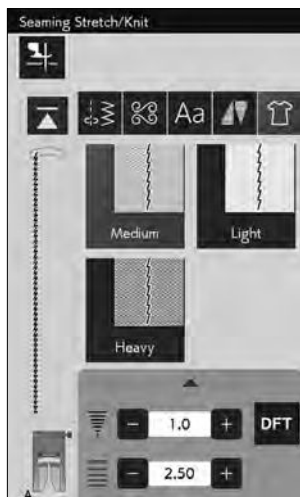 Seaming Stretch/Knit
Aa
Medium
Light
Heavy
− 1.0 + DFT
− 2.50 +
A